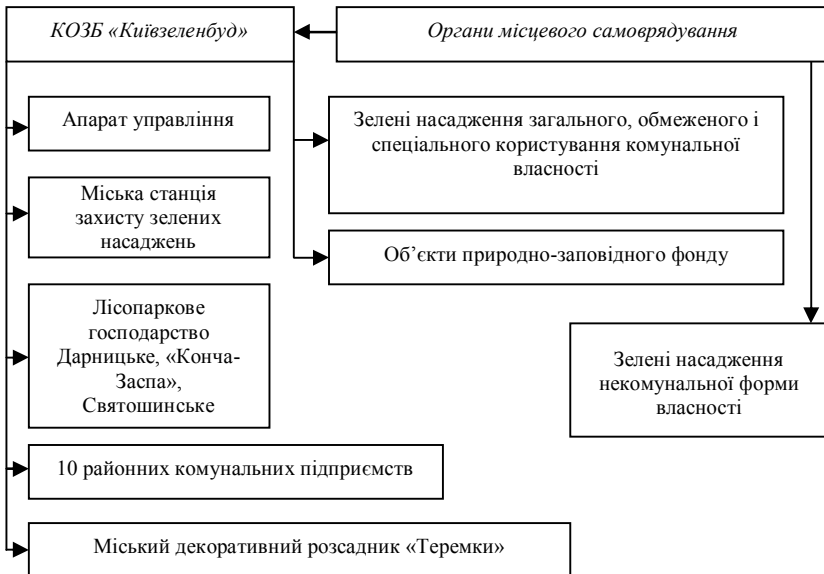 КОЗБ «Київзеленбуд»
Органи місцевого самоврядування
Апарат управління
Зелені насадження загального, обмеженого і
спеціального користування комунальної
власності
Міська станція
захисту зелених
насаджень
Об’єкти природно-заповідного фонду
Лісопаркове
господарство
Дарницьке, «Конча-
Заспа»,
Святошинське
Зелені насадження
некомунальної форми
власності
10 районних комунальних підприємств
Міський декоративний розсадник «Теремки»